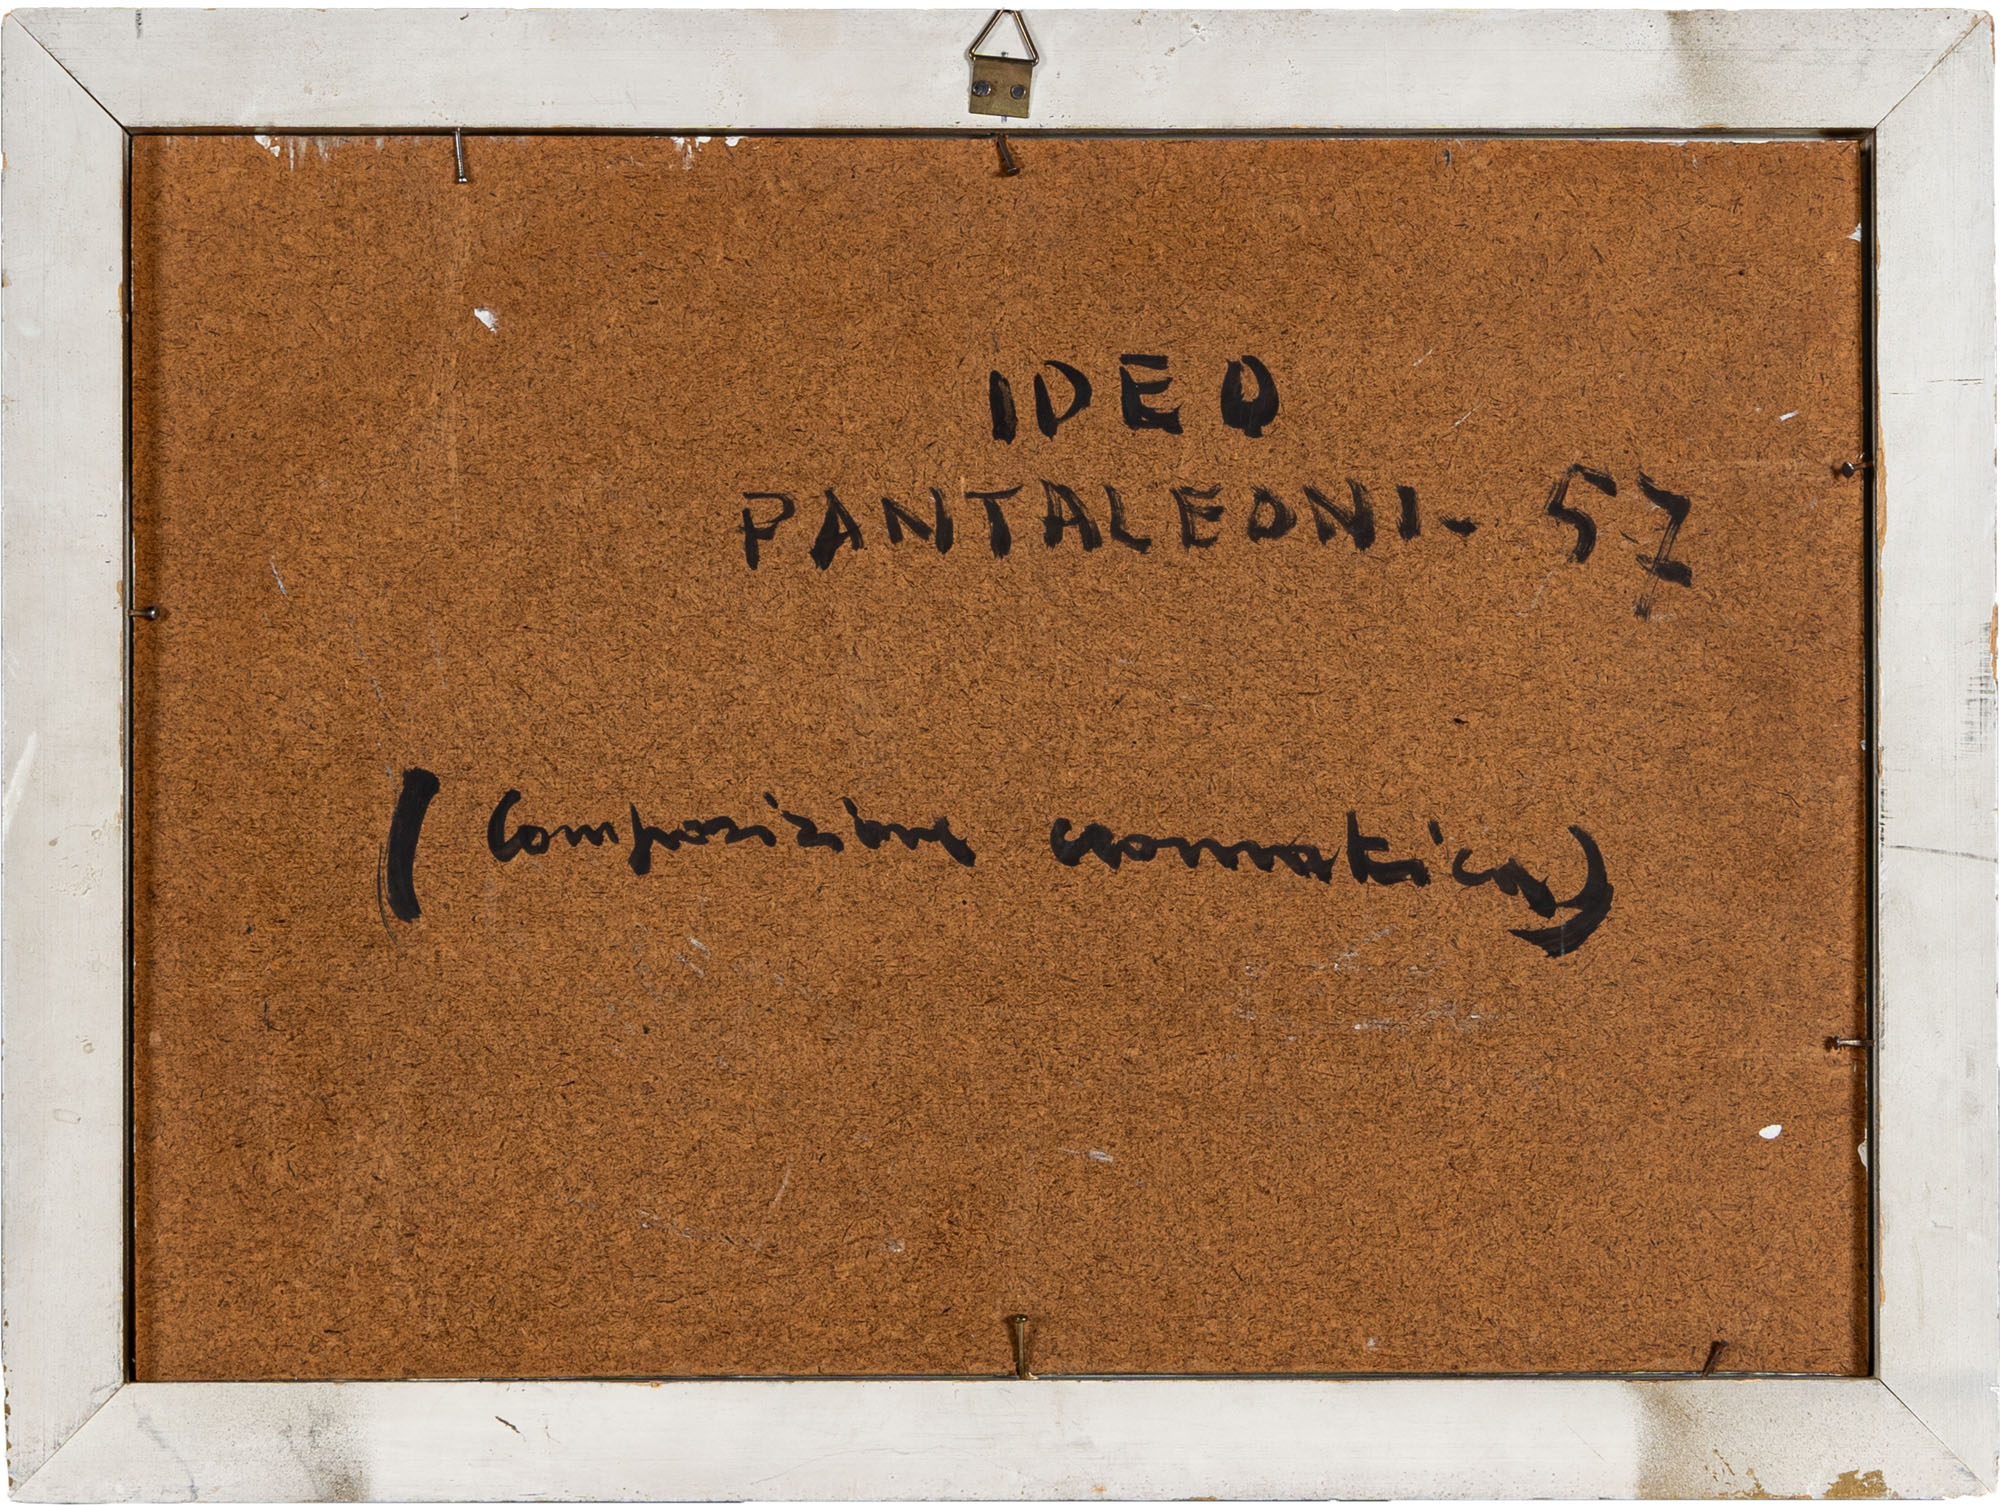 IDEO
PANTALEONI - 57
(Composizione cromatica)